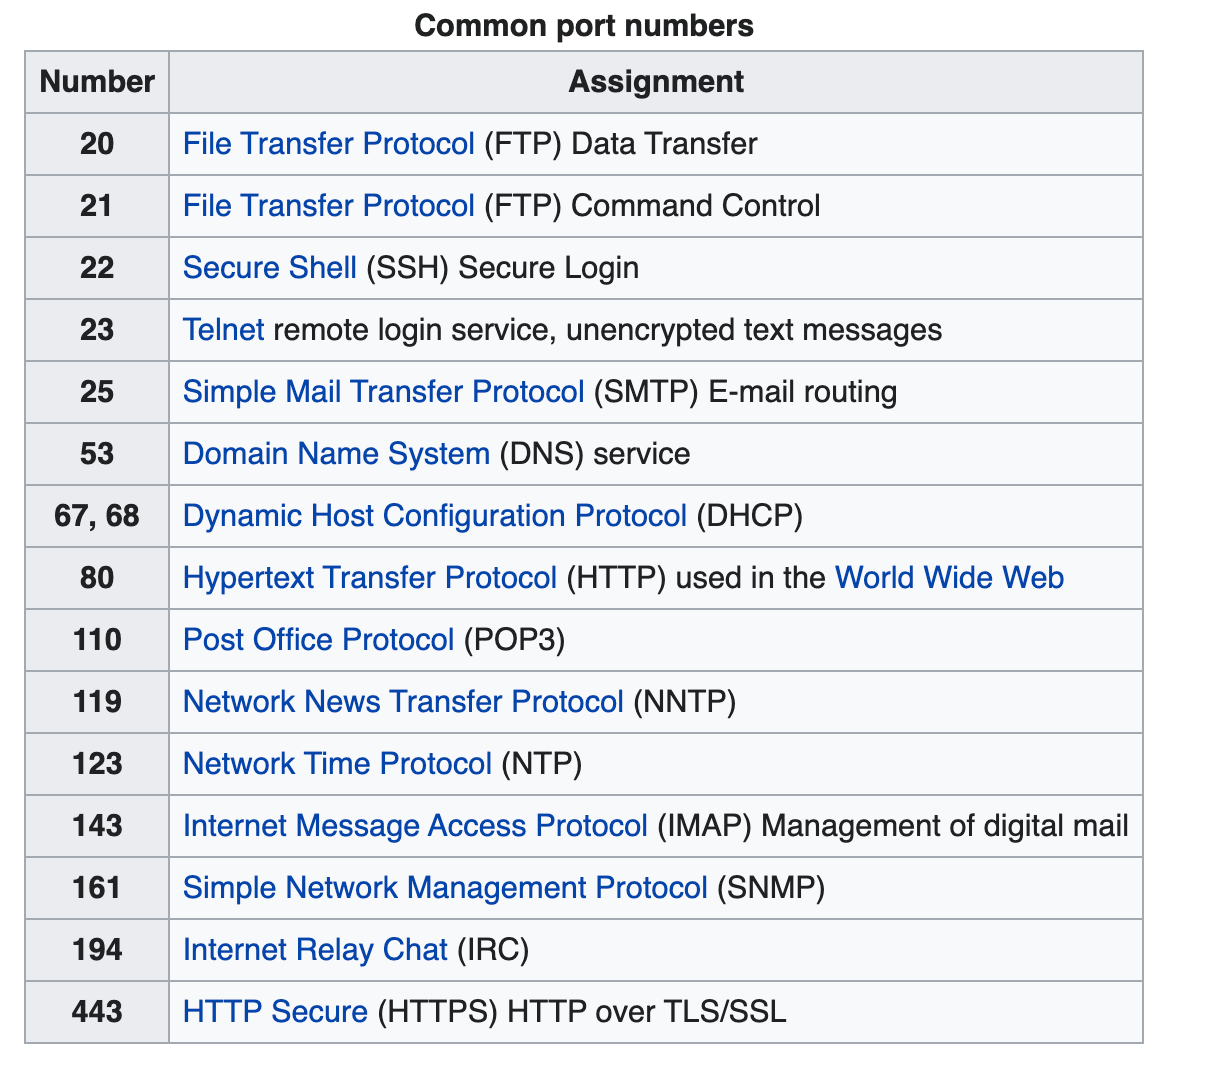 Common port numbers
Number Assignment
20 File Transfer Protocol (FTP) Data Transfer
21 File Transfer Protocol (FTP) Command Control
22 Secure Shell (SSH) Secure Login
23 Telnet remote login service, unencrypted text messages
25 Simple Mail Transfer Protocol (SMTP) E-mail routing
53 Domain Name System (DNS) service
67, 68 Dynamic Host Configuration Protocol (DHCP)
80 Hypertext Transfer Protocol (HTTP) used in the World Wide Web
110 Post Office Protocol (POP3)
119 Network News Transfer Protocol (NNTP)
123 Network Time Protocol (NTP)
143 Internet Message Access Protocol (IMAP) Management of digital mail
161 Simple Network Management Protocol (SNMP)
194 Internet Relay Chat (IRC)
443 HTTP Secure (HTTPS) HTTP over TLS/SSL